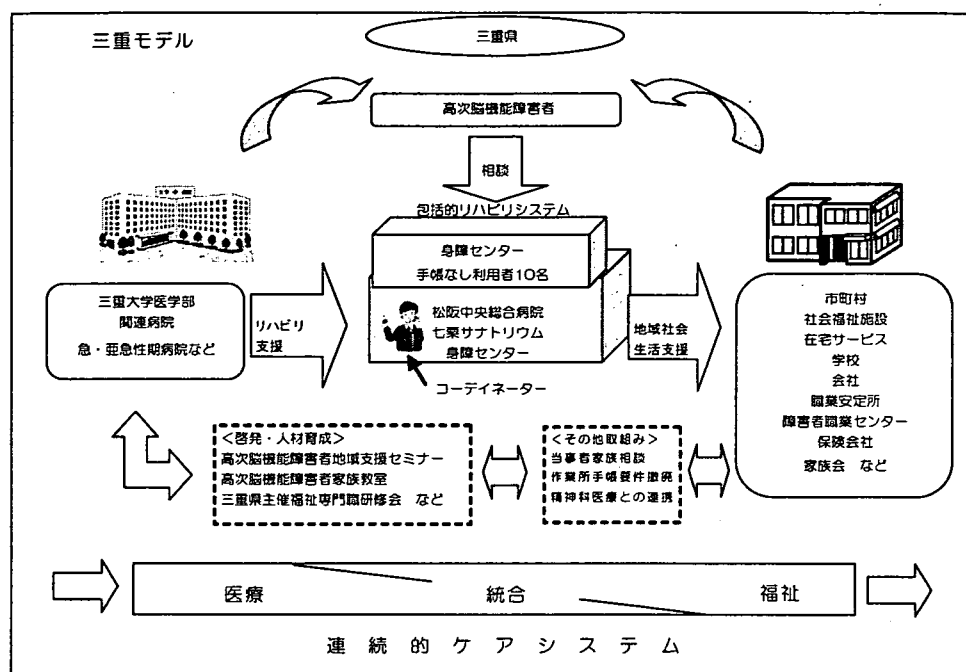 三重モデル
三重県
高次脳機能障害者
相談
包括的リハビリシステム
身障センター
手帳なし利用者10名
松阪中央総合病院
七栗サナトリウム
身障センター
コーデイネーター
三重大学医学部
関連病院
急・亜急性期病院など
リハビリ
支援
地域社会
生活支援
市町村
社会福祉施設
在宅サービス
学校
会社
職業安定所
障害者職業センター
保険会社
家族会 など
<啓発・人材育成>
高次脳機能障害者地域支援セミナー
高次脳機能障害者家族教室
三重県主催福祉専門職研修会 など
<その他取組み>
当事者家族相談
作業所手帳要件撤廃
精神科医療との連携
医療
統合
福祉
連続的ケアシステム